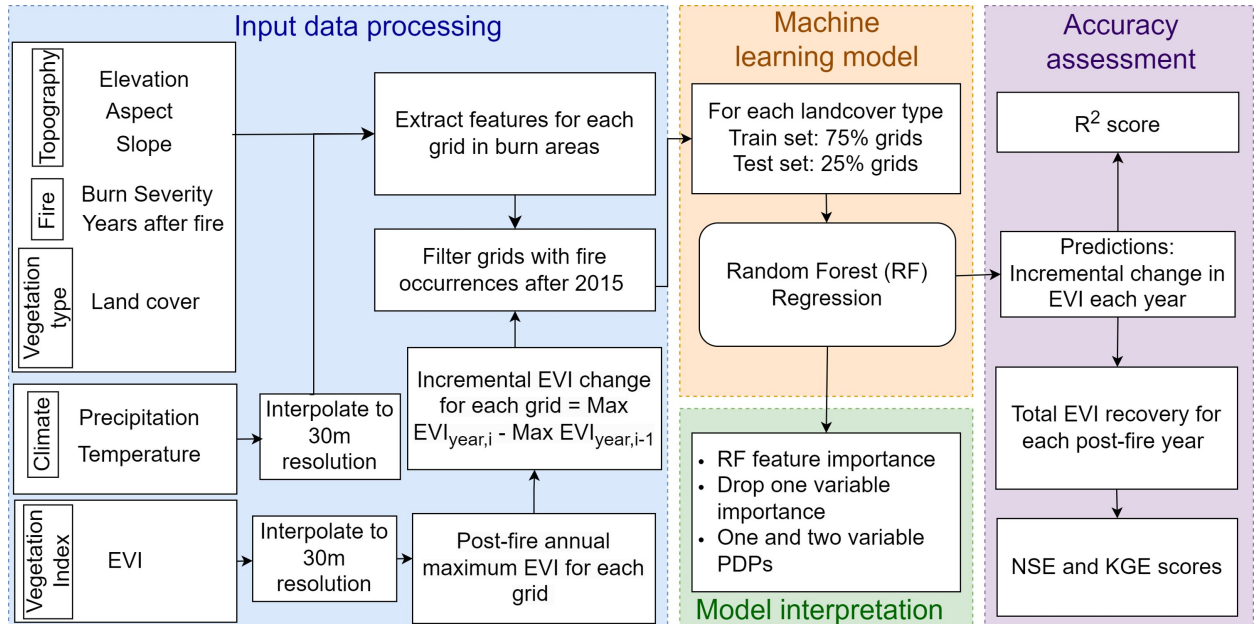 Input data processing
Topography
Elevation
Aspect
Slope
Fire
Burn Severity
Years after fire
Vegetation
type
Land cover
Climate
Precipitation
Temperature
Interpolate to
30m
resolution
Vegetation
Index
EVI
Interpolate to
30m
resolution
Extract features for each
grid in burn areas
Filter grids with fire
occurrences after 2015
Incremental EVI change
for each grid = Max
EVI_year,i - Max EVI_year,i-1
Post-fire annual
maximum EVI for each
grid
Machine
learning model
For each landcover type
Train set: 75% grids
Test set: 25% grids
Random Forest (RF)
Regression
• RF feature importance
• Drop one variable
importance
• One and two variable
PDPs
Model interpretation
Accuracy
assessment
R² score
Predictions:
Incremental change in
EVI each year
Total EVI recovery for
each post-fire year
NSE and KGE scores